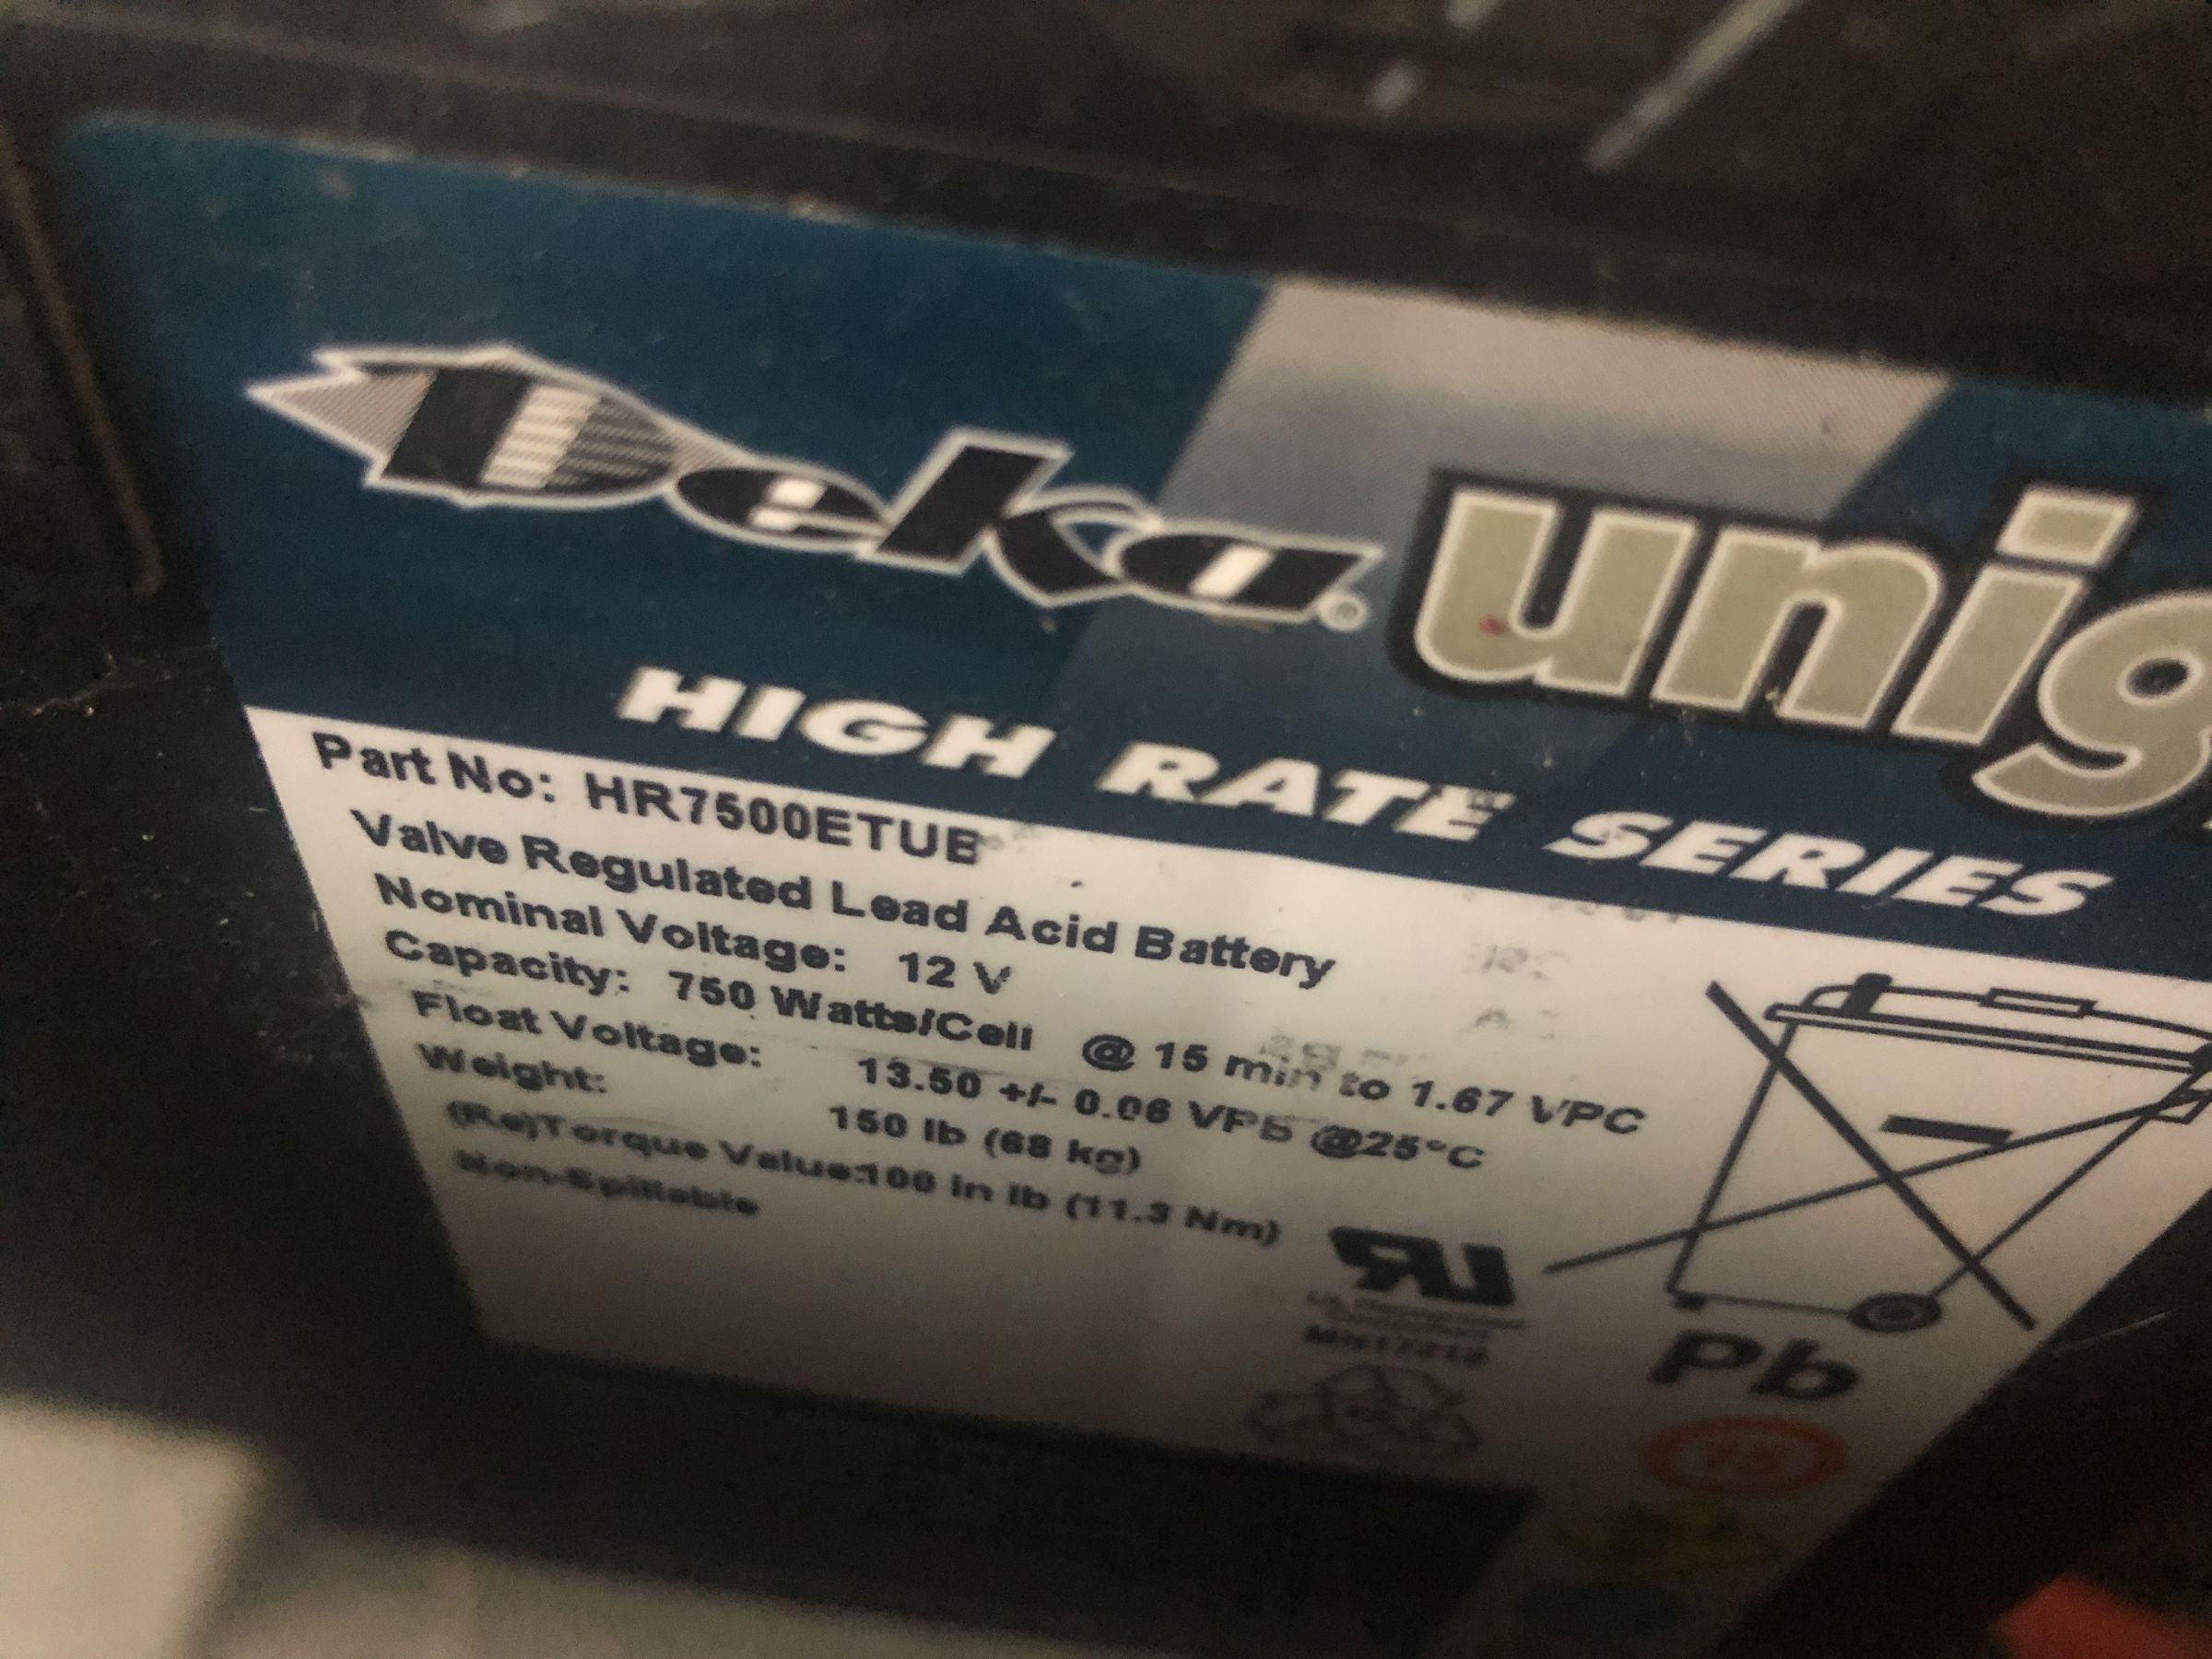 Deka® unig
HIGH RATE SERIES
Part No: HR7500ETUB
Valve Regulated Lead Acid Battery
Nominal Voltage: 12 V
Capacity: 750 Watts/Cell @ 15 min to 1.67 VPC
Float Voltage: 13.50 +/- 0.06 VPB @25°C
Weight: 150 lb (68 kg)
(Re)Torque Value:100 in lb (11.3 Nm)
Non-Spillable
Pb